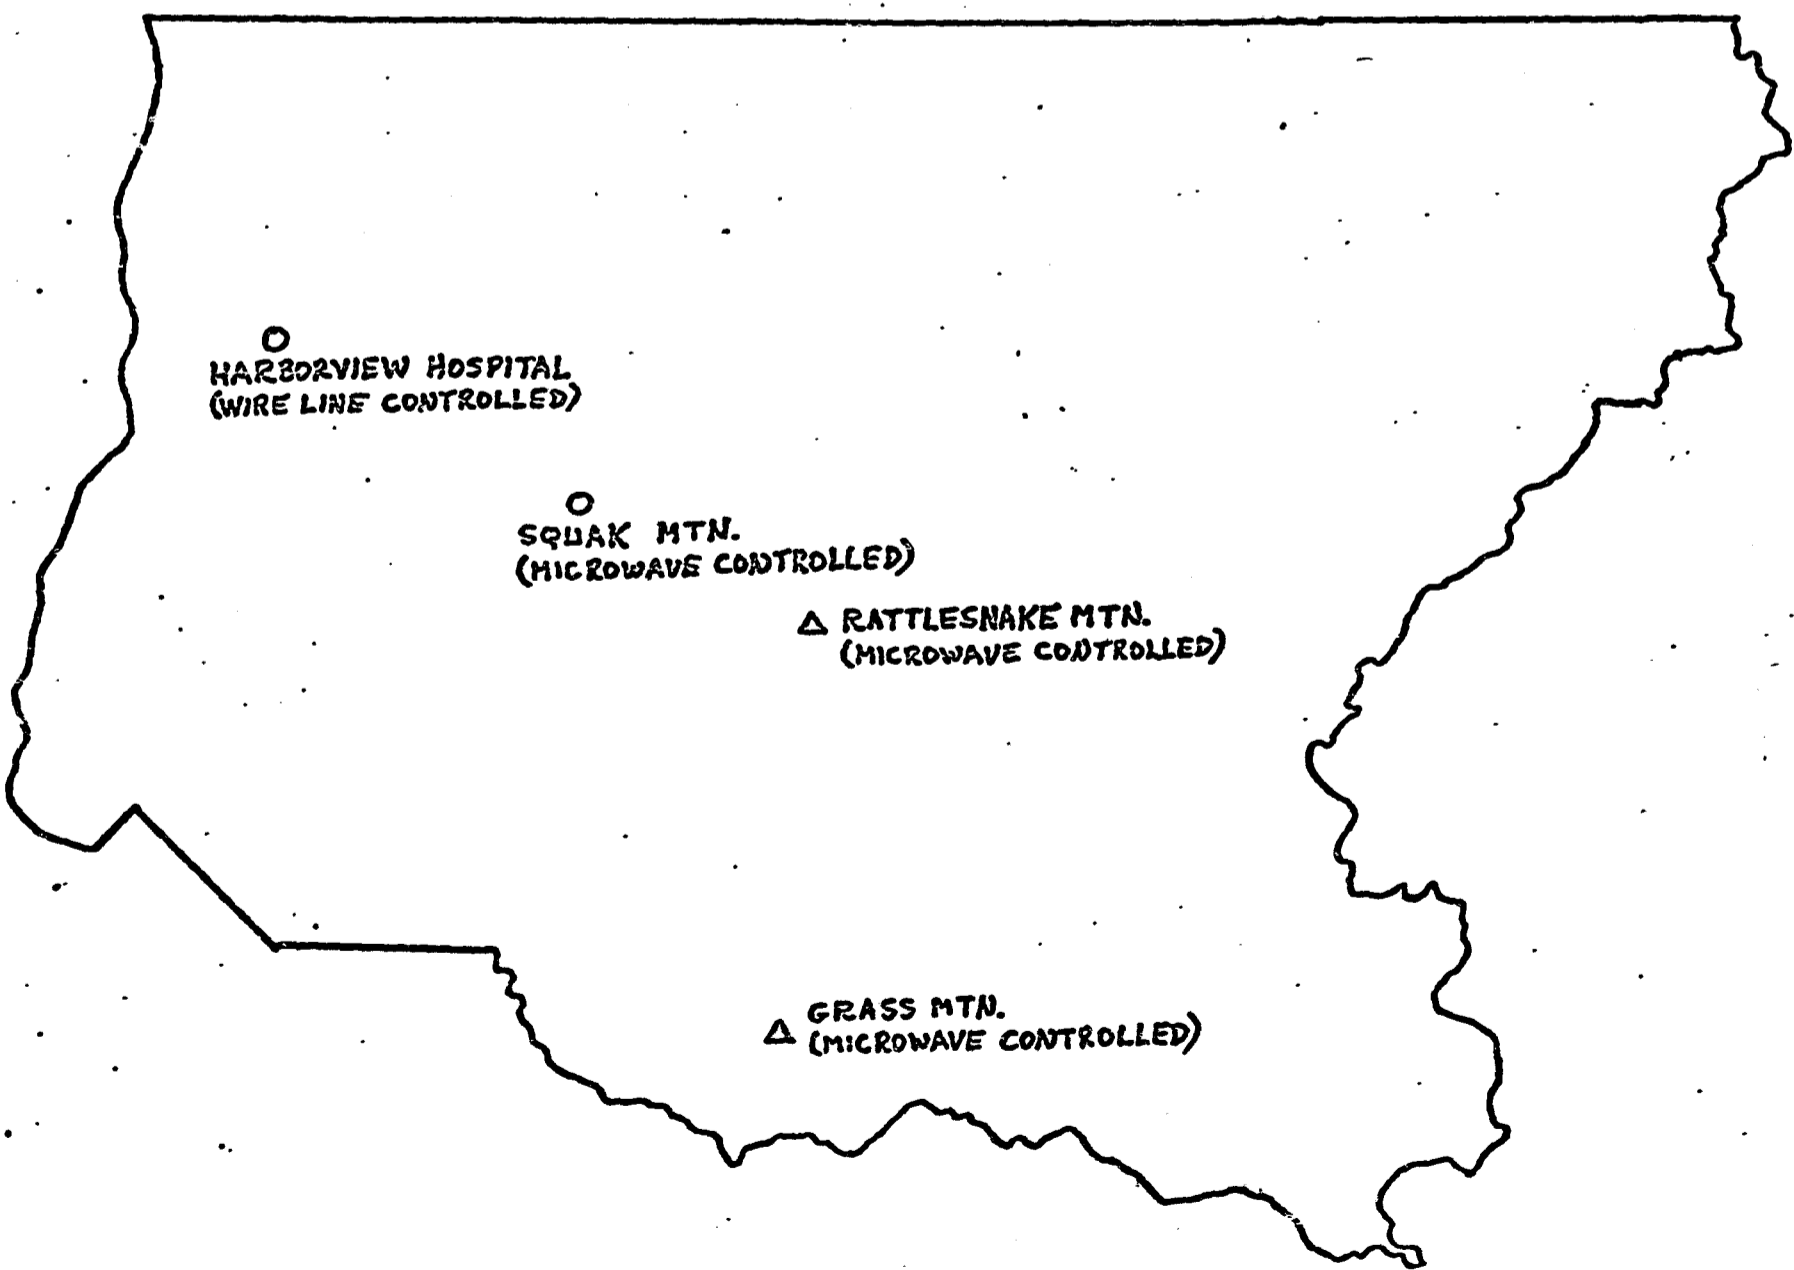 HARBORVIEW HOSPITAL
(WIRE LINE CONTROLLED)
SQUAK MTN.
(MICROWAVE CONTROLLED)
RATTLESNAKE MTN.
(MICROWAVE CONTROLLED)
GRASS MTN.
(MICROWAVE CONTROLLED)